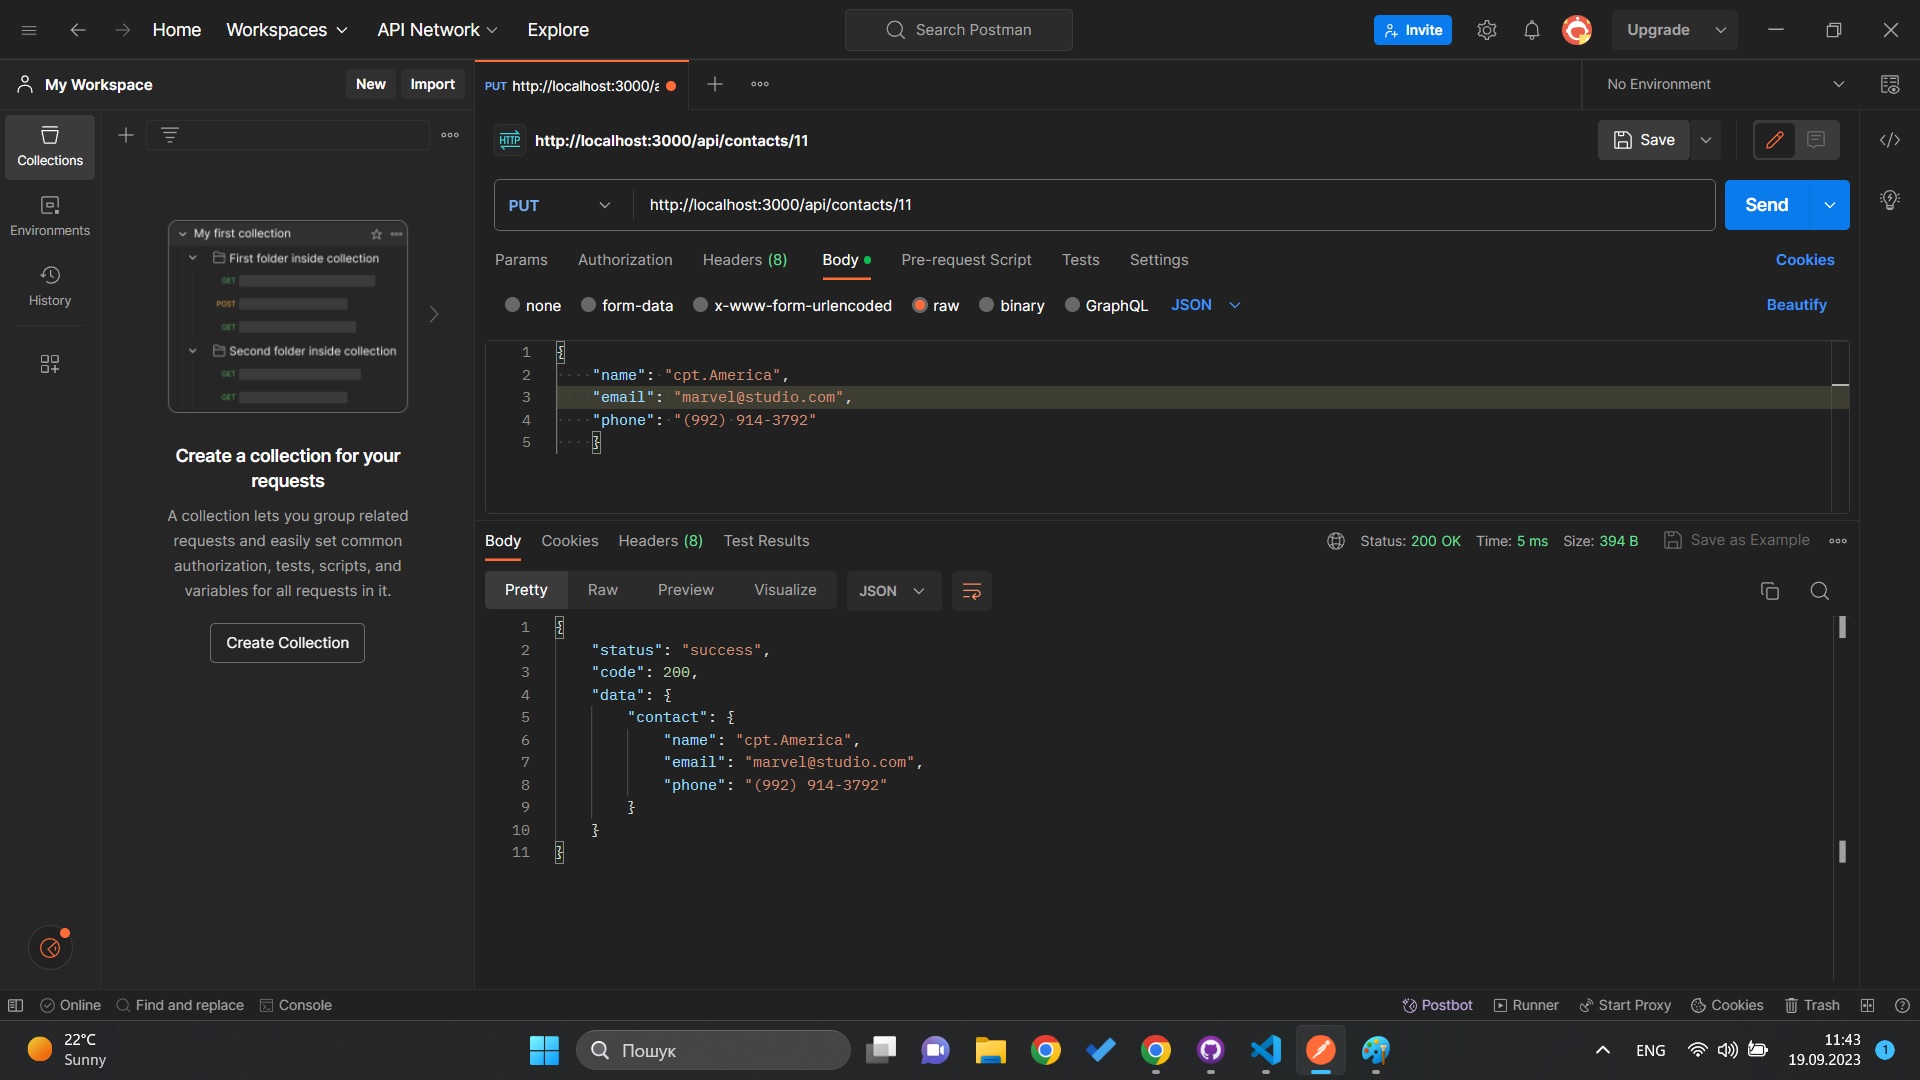 Home
Workspaces
API Network
Explore
Search Postman
Invite
Upgrade
My Workspace
New
Import
PUT http://localhost:3000/a
No Environment
Collections
Environments
History
My first collection
First folder inside collection
GET
POST
GET
Second folder inside collection
GET
GET
Create a collection for your
requests
A collection lets you group related
requests and easily set common
authorization, tests, scripts, and
variables for all requests in it.
Create Collection
HTTP http://localhost:3000/api/contacts/11
Save
PUT
http://localhost:3000/api/contacts/11
Send
Params
Authorization
Headers (8)
Body
Pre-request Script
Tests
Settings
Cookies
none
form-data
x-www-form-urlencoded
raw
binary
GraphQL
JSON
Beautify
1 {
2 "name": "cpt.America",
3 "email": "marvel@studio.com",
4 "phone": "(992) 914-3792"
5 }
Body
Cookies
Headers (8)
Test Results
Status: 200 OK
Time: 5 ms
Size: 394 B
Save as Example
Pretty
Raw
Preview
Visualize
JSON
1 {
2 "status": "success",
3 "code": 200,
4 "data": {
5 "contact": {
6 "name": "cpt.America",
7 "email": "marvel@studio.com",
8 "phone": "(992) 914-3792"
9 }
10 }
11 }
Online
Find and replace
Console
Postbot
Runner
Start Proxy
Cookies
Trash
22°C
Sunny
Пошук
ENG
11:43
19.09.2023
1